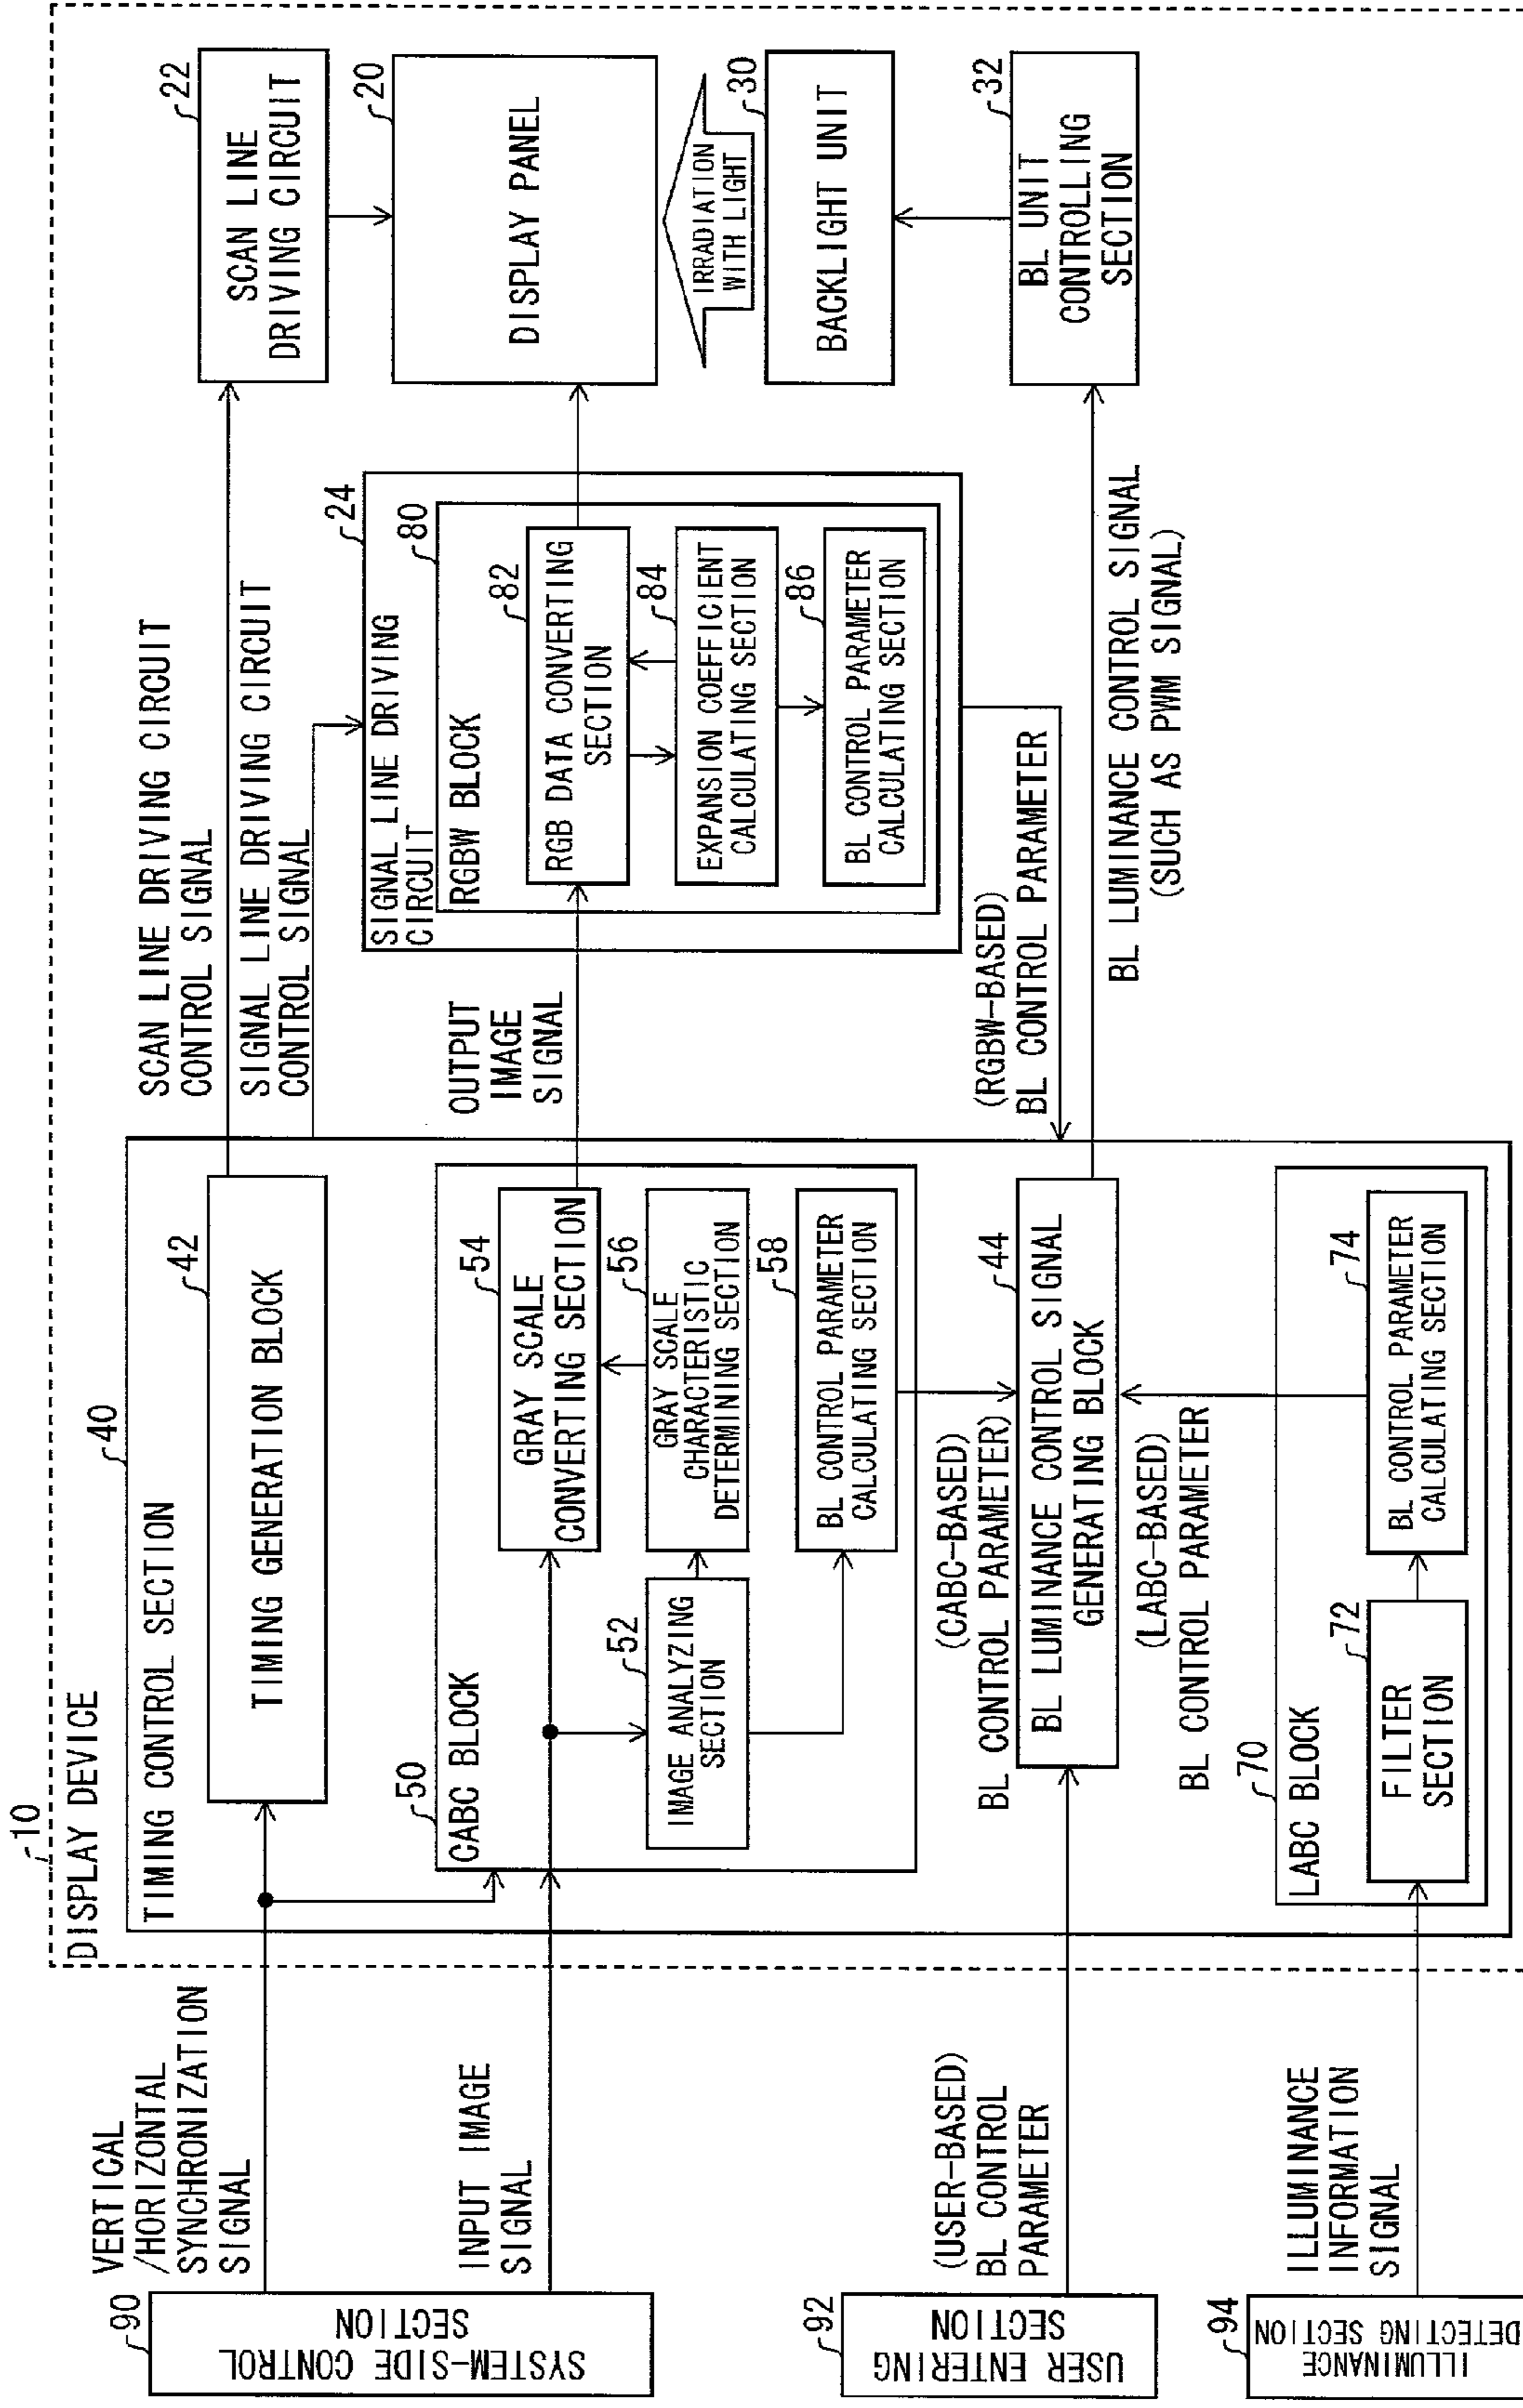 10
DISPLAY DEVICE
40
TIMING CONTROL SECTION
VERTICAL
/HORIZONTAL
SYNCHRONIZATION
SIGNAL
90
SYSTEM-SIDE CONTROL
SECTION
INPUT IMAGE
SIGNAL
42
TIMING GENERATION BLOCK
SCAN LINE DRIVING CIRCUIT
CONTROL SIGNAL
SIGNAL LINE DRIVING CIRCUIT
CONTROL SIGNAL
22
SCAN LINE
DRIVING CIRCUIT
50
CABC BLOCK
52
IMAGE ANALYZING
SECTION
54
GRAY SCALE
CONVERTING SECTION
56
GRAY SCALE
CHARACTERISTIC
DETERMINING SECTION
58
BL CONTROL PARAMETER
CALCULATING SECTION
OUTPUT
IMAGE
SIGNAL
24
SIGNAL LINE DRIVING
CIRCUIT
80
RGBW BLOCK
82
RGB DATA CONVERTING
SECTION
84
EXPANSION COEFFICIENT
CALCULATING SECTION
86
BL CONTROL PARAMETER
CALCULATING SECTION
20
DISPLAY PANEL
IRRADIATION
WITH LIGHT
30
BACKLIGHT UNIT
32
BL UNIT
CONTROLLING
SECTION
92
USER ENTERING
SECTION
(USER-BASED)
BL CONTROL
PARAMETER
(CABC-BASED)
BL CONTROL PARAMETER)
44
BL LUMINANCE CONTROL SIGNAL
GENERATING BLOCK
(RGBW-BASED)
BL CONTROL PARAMETER
BL LUMINANCE CONTROL SIGNAL
(SUCH AS PWM SIGNAL)
(LABC-BASED)
BL CONTROL PARAMETER
94
ILLUMINANCE
DETECTING SECTION
ILLUMINANCE
INFORMATION
SIGNAL
70
LABC BLOCK
72
FILTER
SECTION
74
BL CONTROL PARAMETER
CALCULATING SECTION